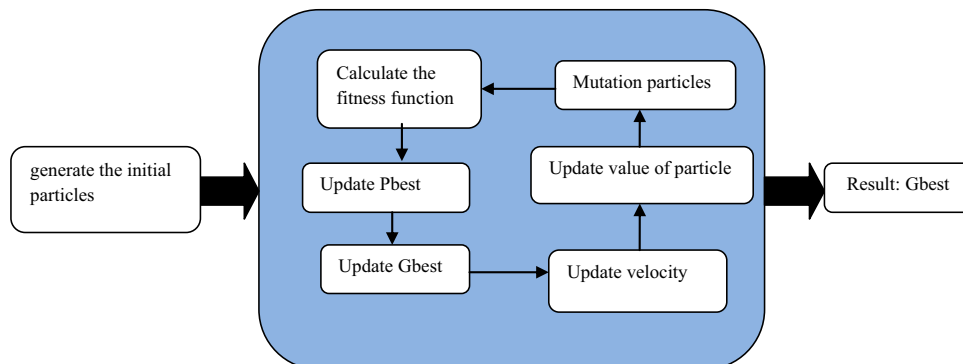 generate the initial
particles
Calculate the
fitness function
Update Pbest
Update Gbest
Update velocity
Update value of particle
Mutation particles
Result: Gbest